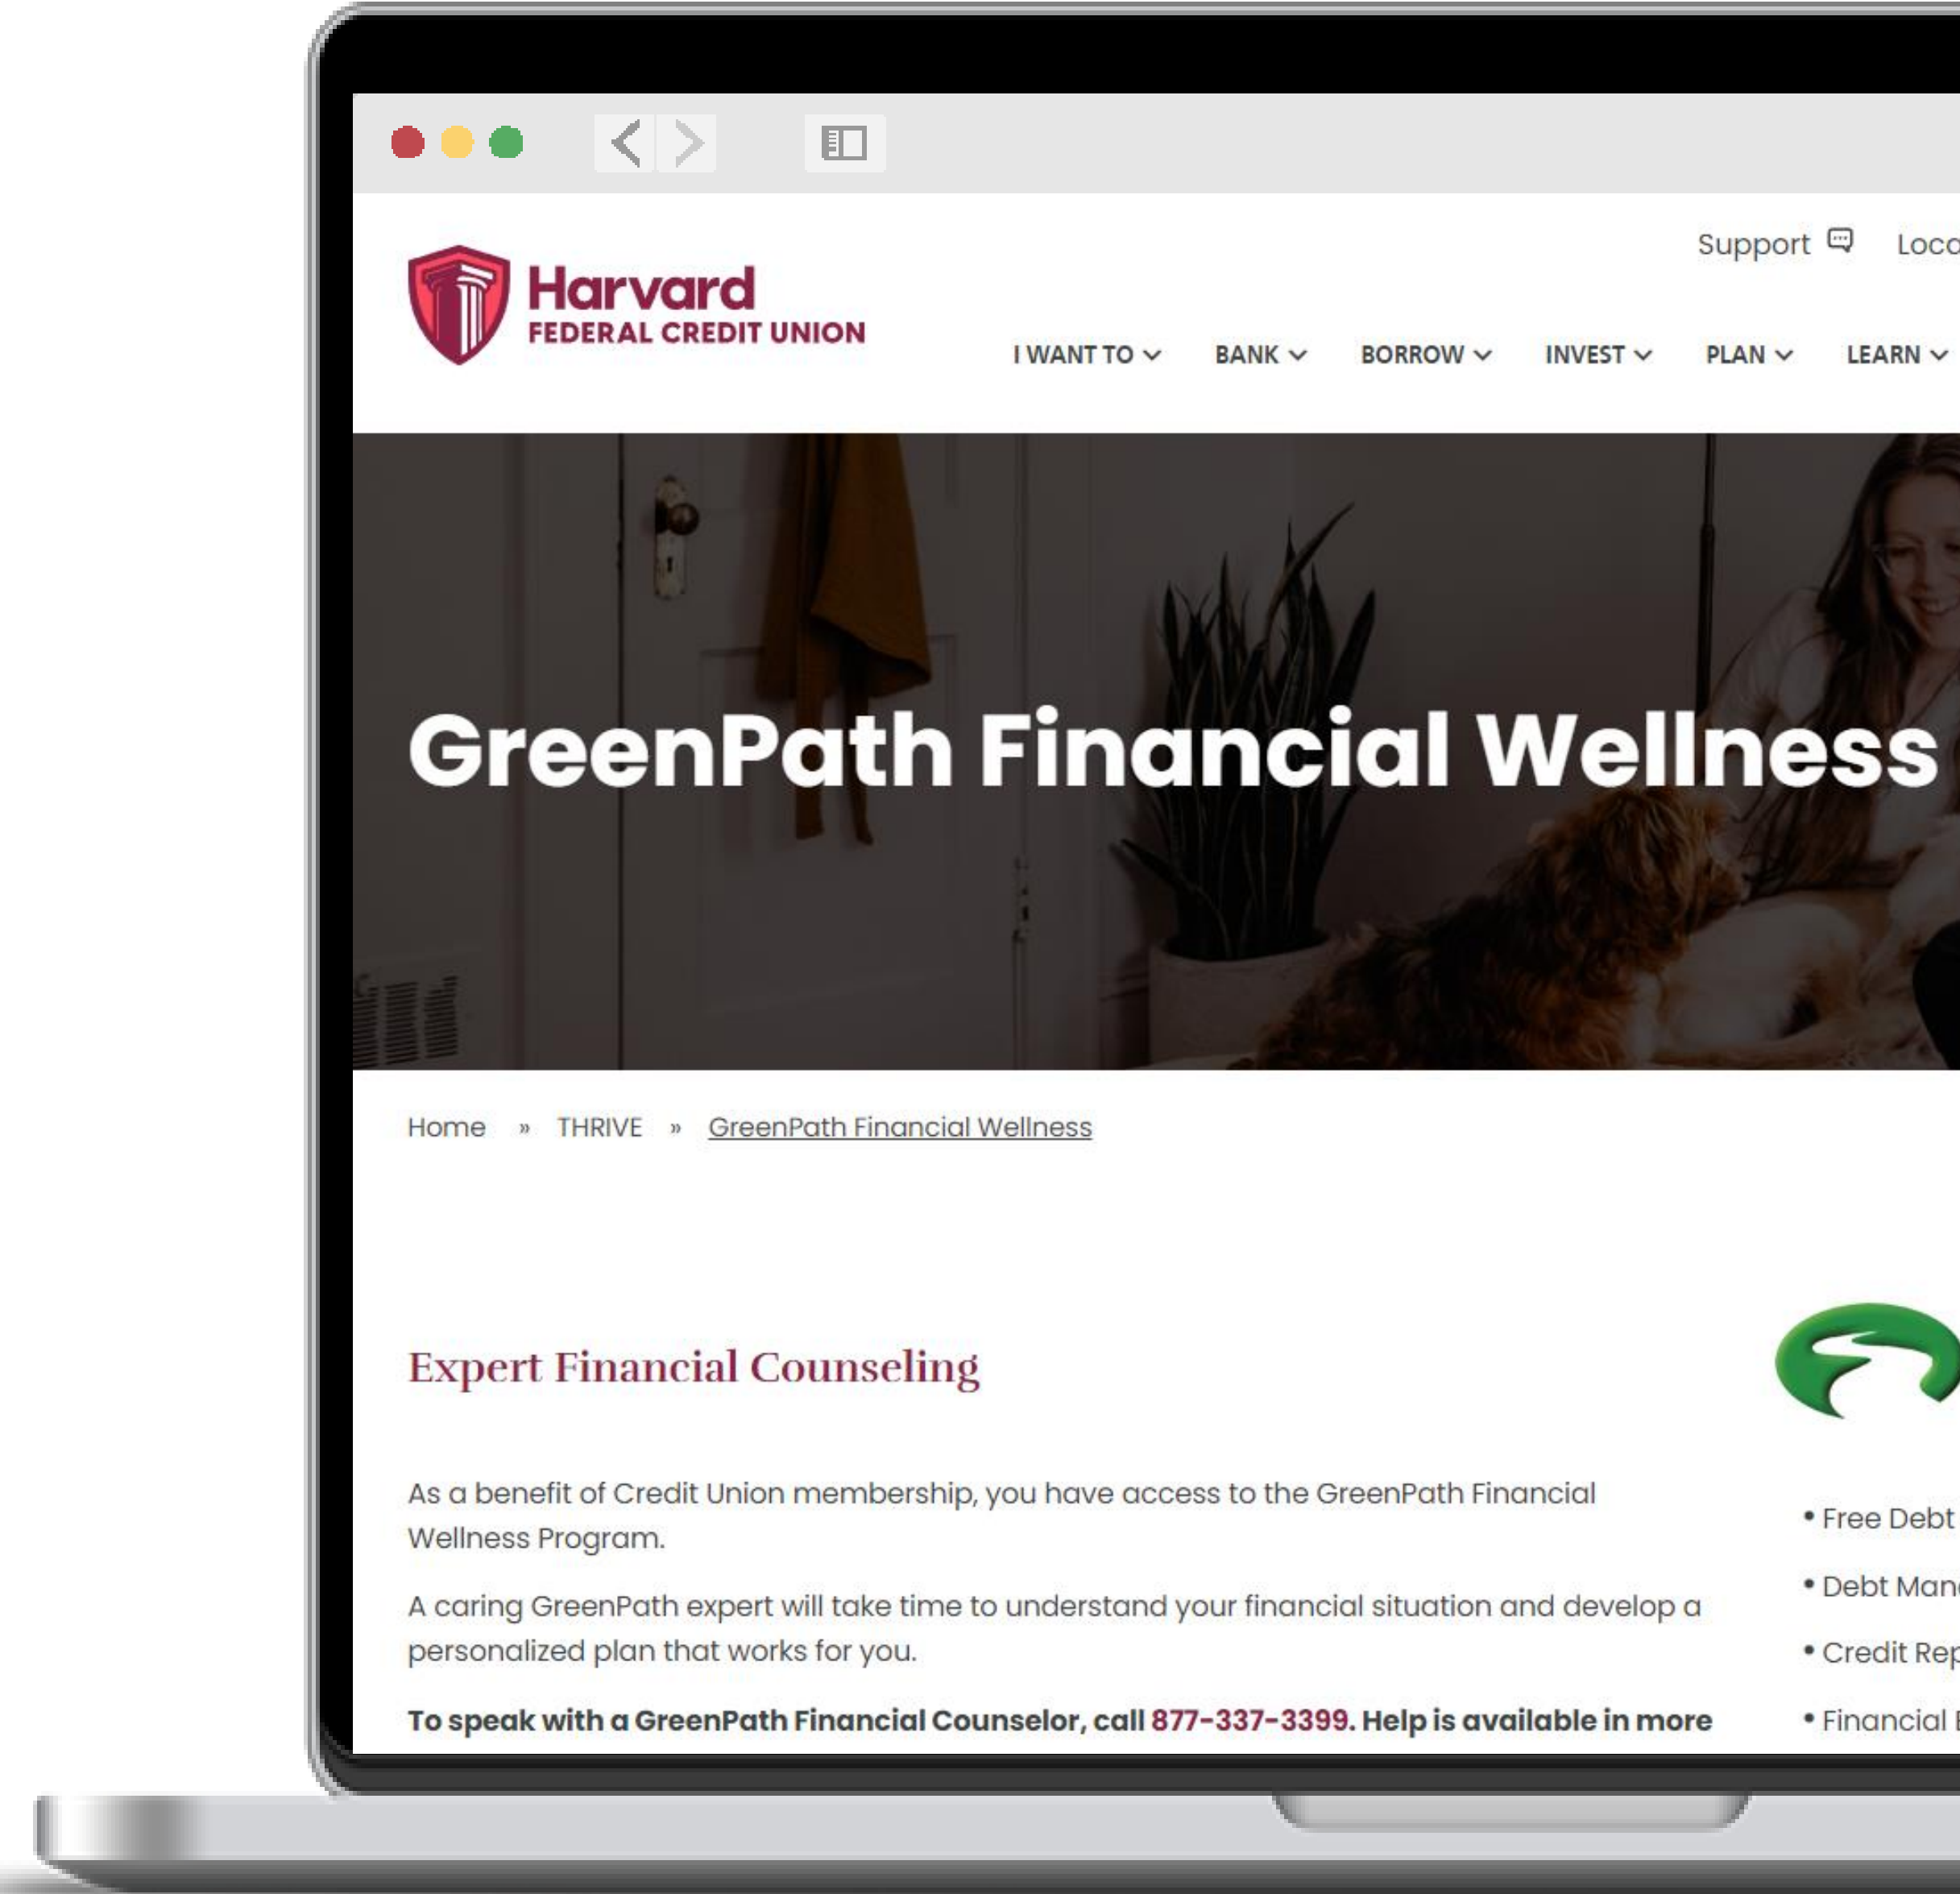 Harvard
FEDERAL CREDIT UNION
Support
I WANT TO
BANK
BORROW
INVEST
PLAN
LEARN
GreenPath Financial Wellness
Home » THRIVE » GreenPath Financial Wellness
Expert Financial Counseling
As a benefit of Credit Union membership, you have access to the GreenPath Financial
Wellness Program.
A caring GreenPath expert will take time to understand your financial situation and develop a
personalized plan that works for you.
To speak with a GreenPath Financial Counselor, call 877-337-3399. Help is available in more
• Free Debt
• Debt
• Credit
• Financial